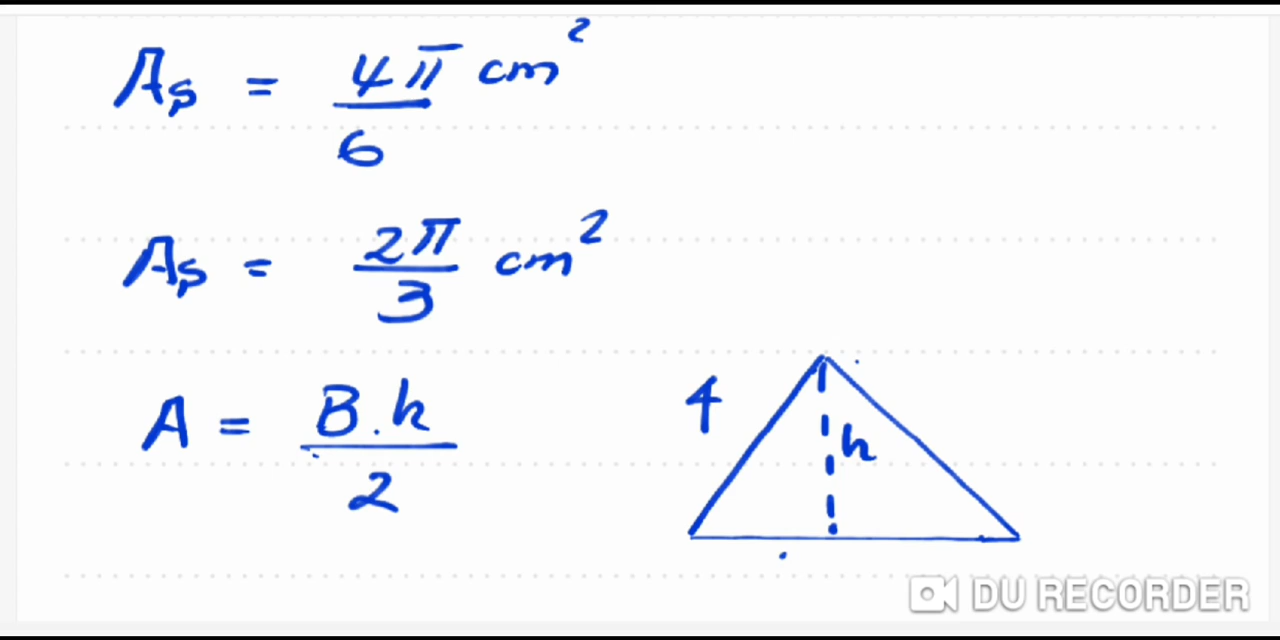 As = 4π/6 cm²
As = 2π/3 cm²
A = B.h/2
4
h
DU RECORDER